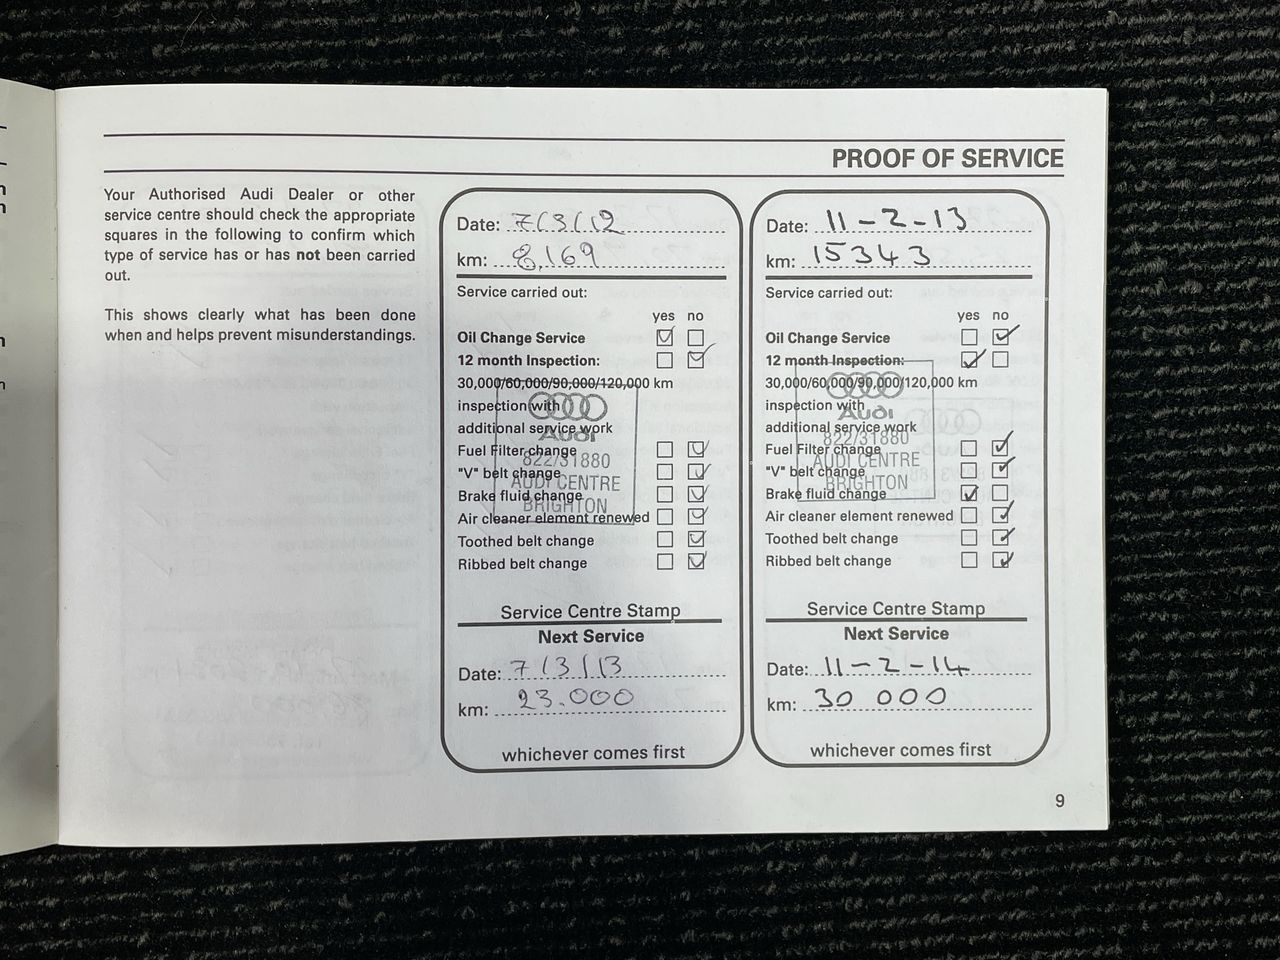 PROOF OF SERVICE
Your Authorised Audi Dealer or other
service centre should check the appropriate
squares in the following to confirm which
type of service has or has not been carried
out.
This shows clearly what has been done
when and helps prevent misunderstandings.
Date: 7/3/12
km: 8,169
Service carried out:
yes no
Oil Change Service
12 month Inspection:
30,000/60,000/90,000/120,000 km
inspection with
additional service work
Fuel Filter change
"V" belt change
Brake fluid change
Air cleaner element renewed
Toothed belt change
Ribbed belt change
Audi
822/31880
AUDI CENTRE
BRIGHTON
Service Centre Stamp
Next Service
Date: 7/3/13
km: 23.000
whichever comes first
Date: 11-2-13
km: 15343
Service carried out:
yes no
Oil Change Service
12 month Inspection:
30,000/60,000/90,000/120,000 km
inspection with
additional service work
Fuel Filter change
"V" belt change
Brake fluid change
Air cleaner element renewed
Toothed belt change
Ribbed belt change
Audi
822/31880
AUDI CENTRE
BRIGHTON
Service Centre Stamp
Next Service
Date: 11-2-14
km: 30 000
whichever comes first
9